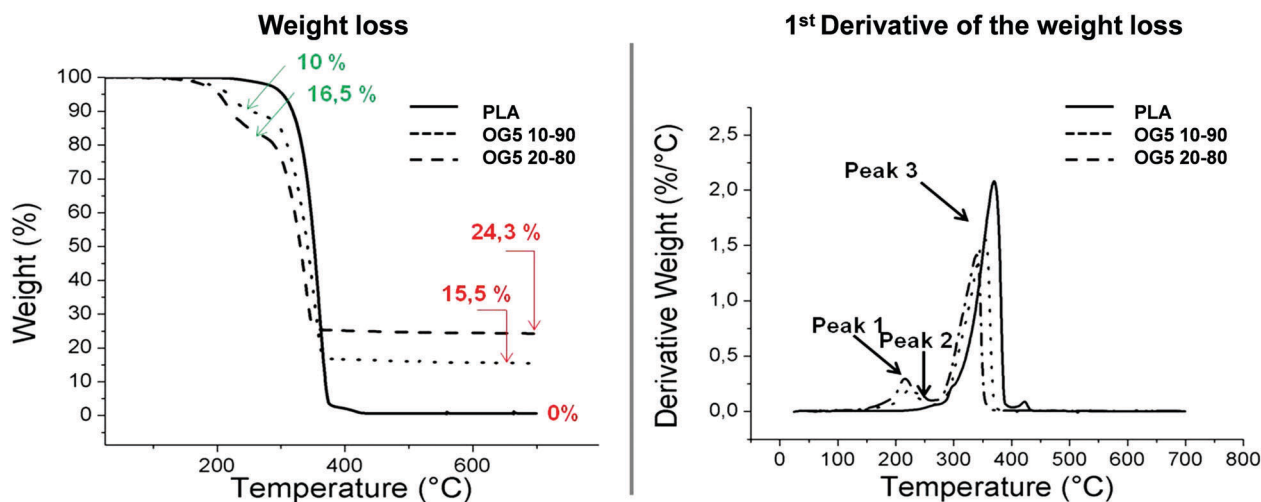 Weight loss
10 %
16,5 %
PLA
OG5 10-90
OG5 20-80
24,3 %
15,5 %
0%
100
90
80
70
60
50
40
30
20
10
0
Weight (%)
200
400
600
Temperature (°C)
1st Derivative of the weight loss
PLA
OG5 10-90
OG5 20-80
Peak 3
Peak 1
Peak 2
2,5
2,0
1,5
1,0
0,5
0,0
Derivative Weight (%/°C)
0
100
200
300
400
500
600
700
800
Temperature (°C)